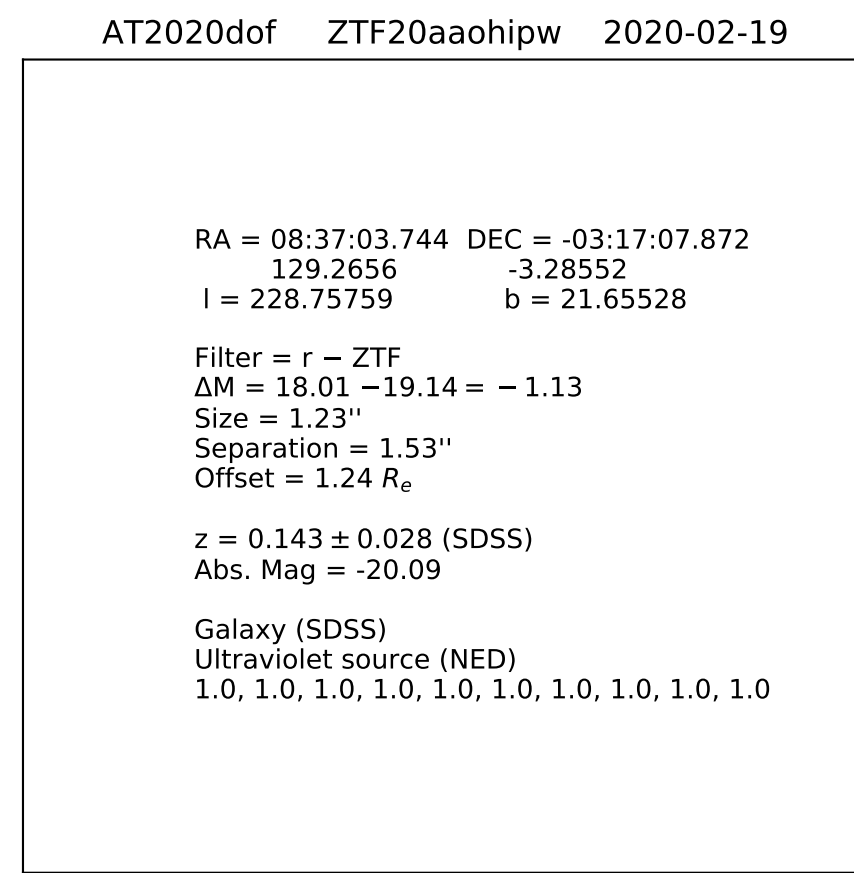 AT2020dof ZTF20aaohipw 2020-02-19
RA = 08:37:03.744 DEC = -03:17:07.872
129.2656 -3.28552
l = 228.75759 b = 21.65528
Filter = r − ZTF
ΔM = 18.01 −19.14 = − 1.13
Size = 1.23''
Separation = 1.53''
Offset = 1.24 Re
z = 0.143 ± 0.028 (SDSS)
Abs. Mag = -20.09
Galaxy (SDSS)
Ultraviolet source (NED)
1.0, 1.0, 1.0, 1.0, 1.0, 1.0, 1.0, 1.0, 1.0, 1.0